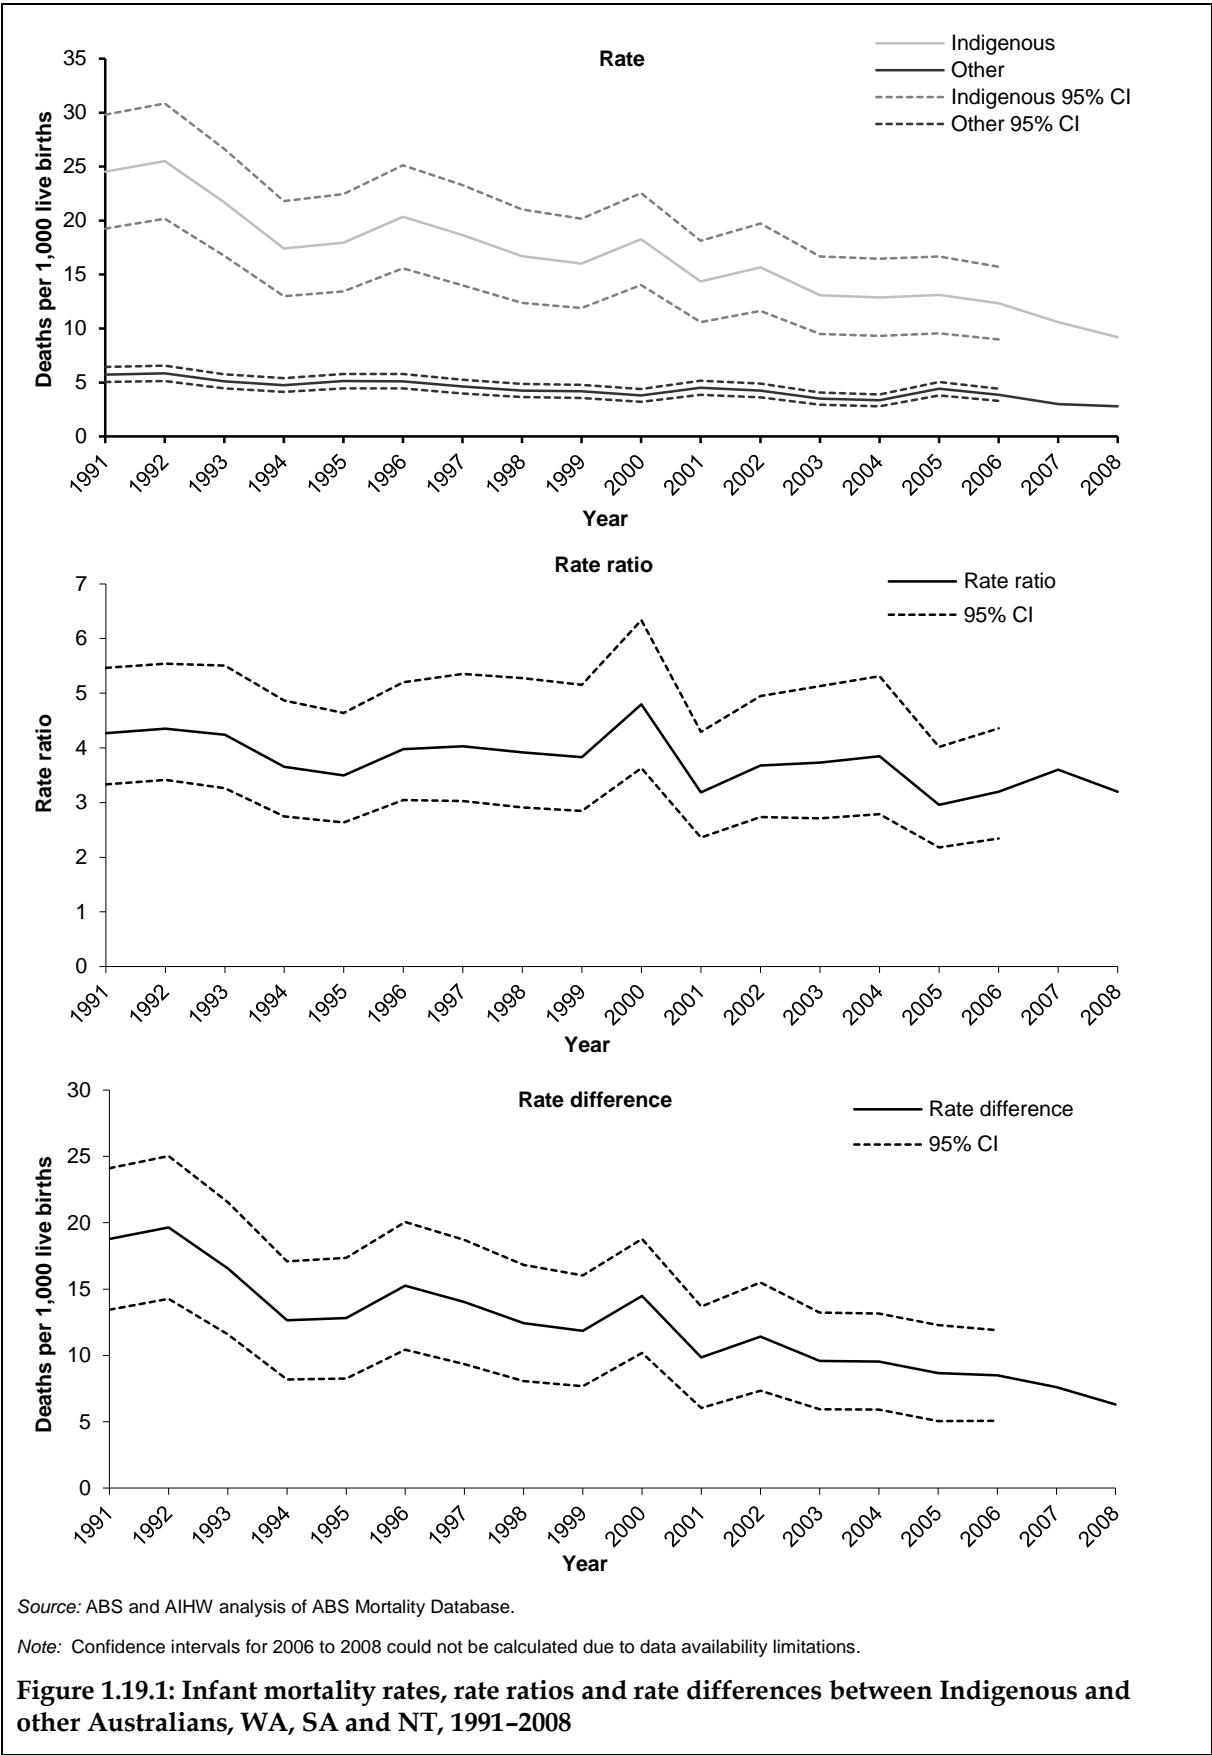 Rate
Indigenous
Other
Indigenous 95% CI
Other 95% CI
Deaths per 1,000 live births
35
30
25
20
15
10
5
0
1991 1992 1993 1994 1995 1996 1997 1998 1999 2000 2001 2002 2003 2004 2005 2006 2007 2008
Year
Rate ratio
Rate ratio
95% CI
Rate ratio
7
6
5
4
3
2
1
0
1991 1992 1993 1994 1995 1996 1997 1998 1999 2000 2001 2002 2003 2004 2005 2006 2007 2008
Year
Rate difference
Rate difference
95% CI
Deaths per 1,000 live births
30
25
20
15
10
5
0
1991 1992 1993 1994 1995 1996 1997 1998 1999 2000 2001 2002 2003 2004 2005 2006 2007 2008
Year
Source: ABS and AIHW analysis of ABS Mortality Database.
Note: Confidence intervals for 2006 to 2008 could not be calculated due to data availability limitations.
Figure 1.19.1: Infant mortality rates, rate ratios and rate differences between Indigenous and
other Australians, WA, SA and NT, 1991–2008